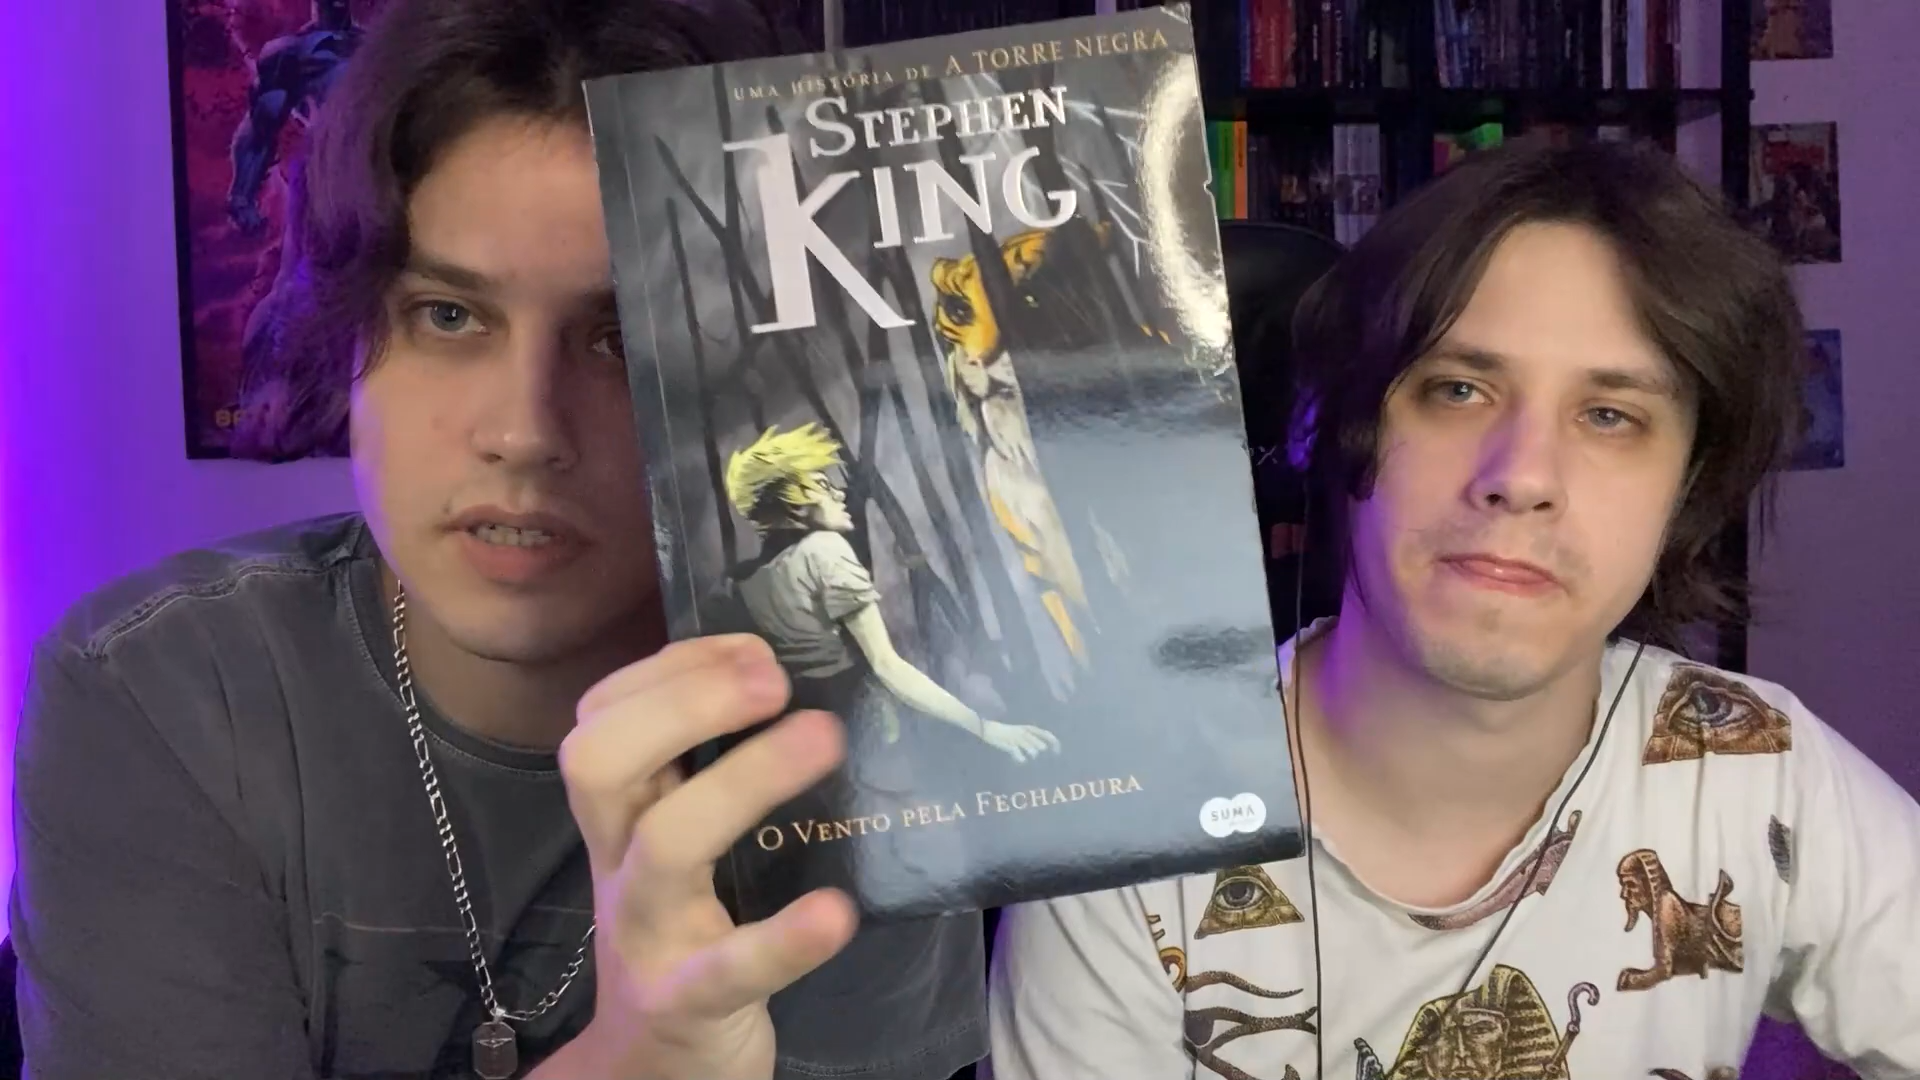 UMA HISTÓRIA DE A TORRE NEGRA
STEPHEN
KING
O VENTO PELA FECHADURA
SUMA